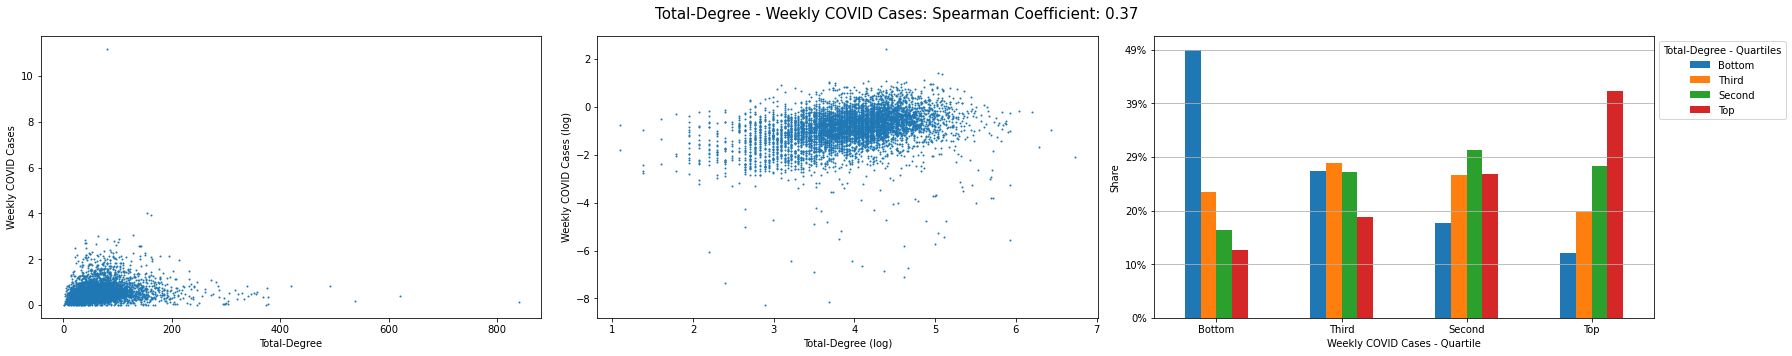 Total-Degree - Weekly COVID Cases: Spearman Coefficient: 0.37
Weekly COVID Cases
10
8
6
4
2
0
0 200 400 600 800
Total-Degree
Weekly COVID Cases (log)
2
0
−2
−4
−6
−8
1 2 3 4 5 6 7
Total-Degree (log)
Share
49%
39%
29%
20%
10%
0%
Bottom Third Second Top
Weekly COVID Cases - Quartile
Total-Degree - Quartiles
Bottom
Third
Second
Top